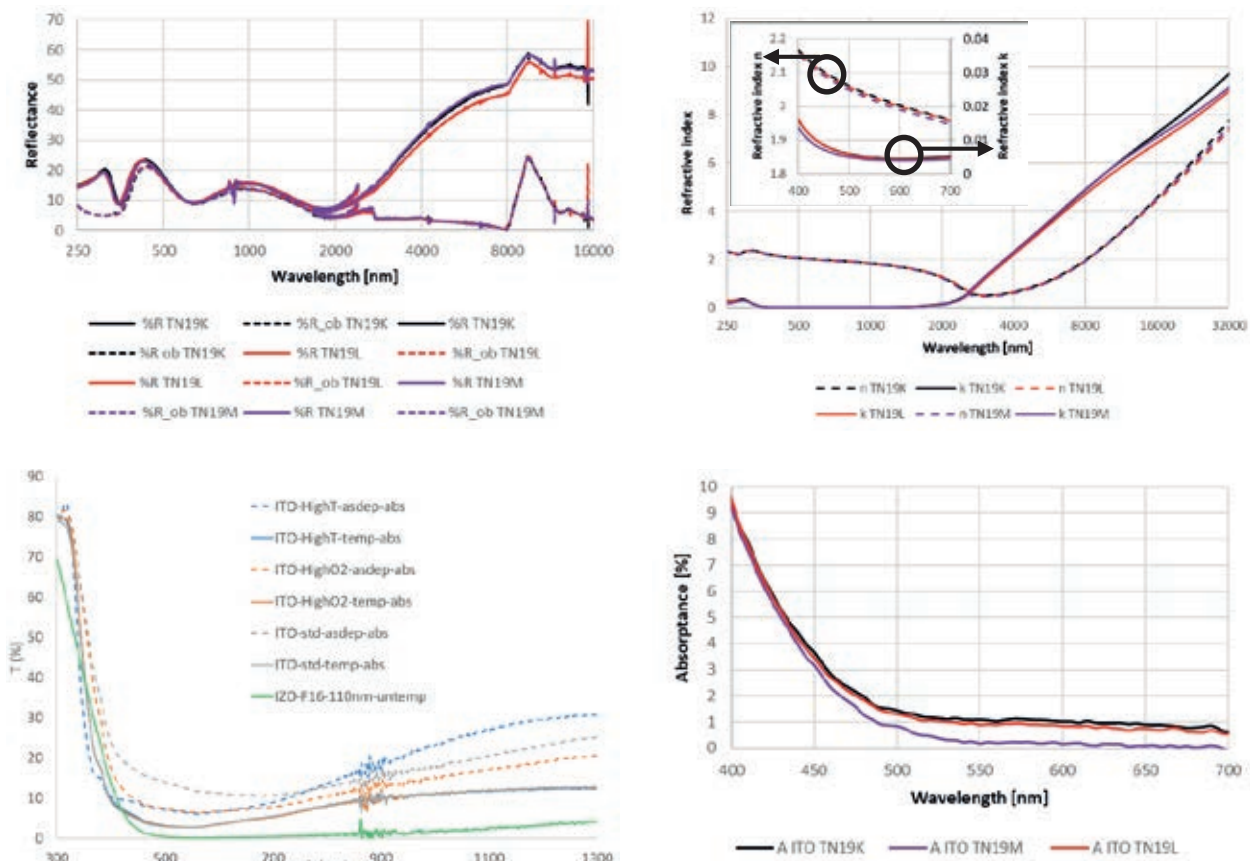 70
60
50
40
30
20
10
0
Reflectance
250 500 1000 2000 4000 8000 16000
Wavelength [nm]
%R TN19K %R_ob TN19K %R TN19K
%R ob TN19K %R TN19L %R_ob TN19L
%R TN19L %R_ob TN19L %R TN19M
%R_ob TN19M %R TN19M %R_ob TN19M
12
10
8
6
4
2
0
Refractive index
2.2
2.1
2
1.9
1.8
Refractive index n
0.04
0.03
0.02
0.01
0
Refractive index k
400 500 600 700
250 500 1000 2000 4000 8000 16000 32000
Wavelength [nm]
n TN19K k TN19K n TN19L
k TN19L n TN19M k TN19M
90
80
70
60
50
40
30
20
10
0
T (%)
ITO-HighT-asdep-abs
ITO-HighT-temp-abs
ITO-HighO2-asdep-abs
ITO-HighO2-temp-abs
ITO-std-asdep-abs
ITO-std-temp-abs
IZO-F16-110nm-untemp
300 500 700 900 1100 1300
10
9
8
7
6
5
4
3
2
1
0
Absorptance [%]
400 450 500 550 600 650 700
Wavelength [nm]
A ITO TN19K A ITO TN19M A ITO TN19L